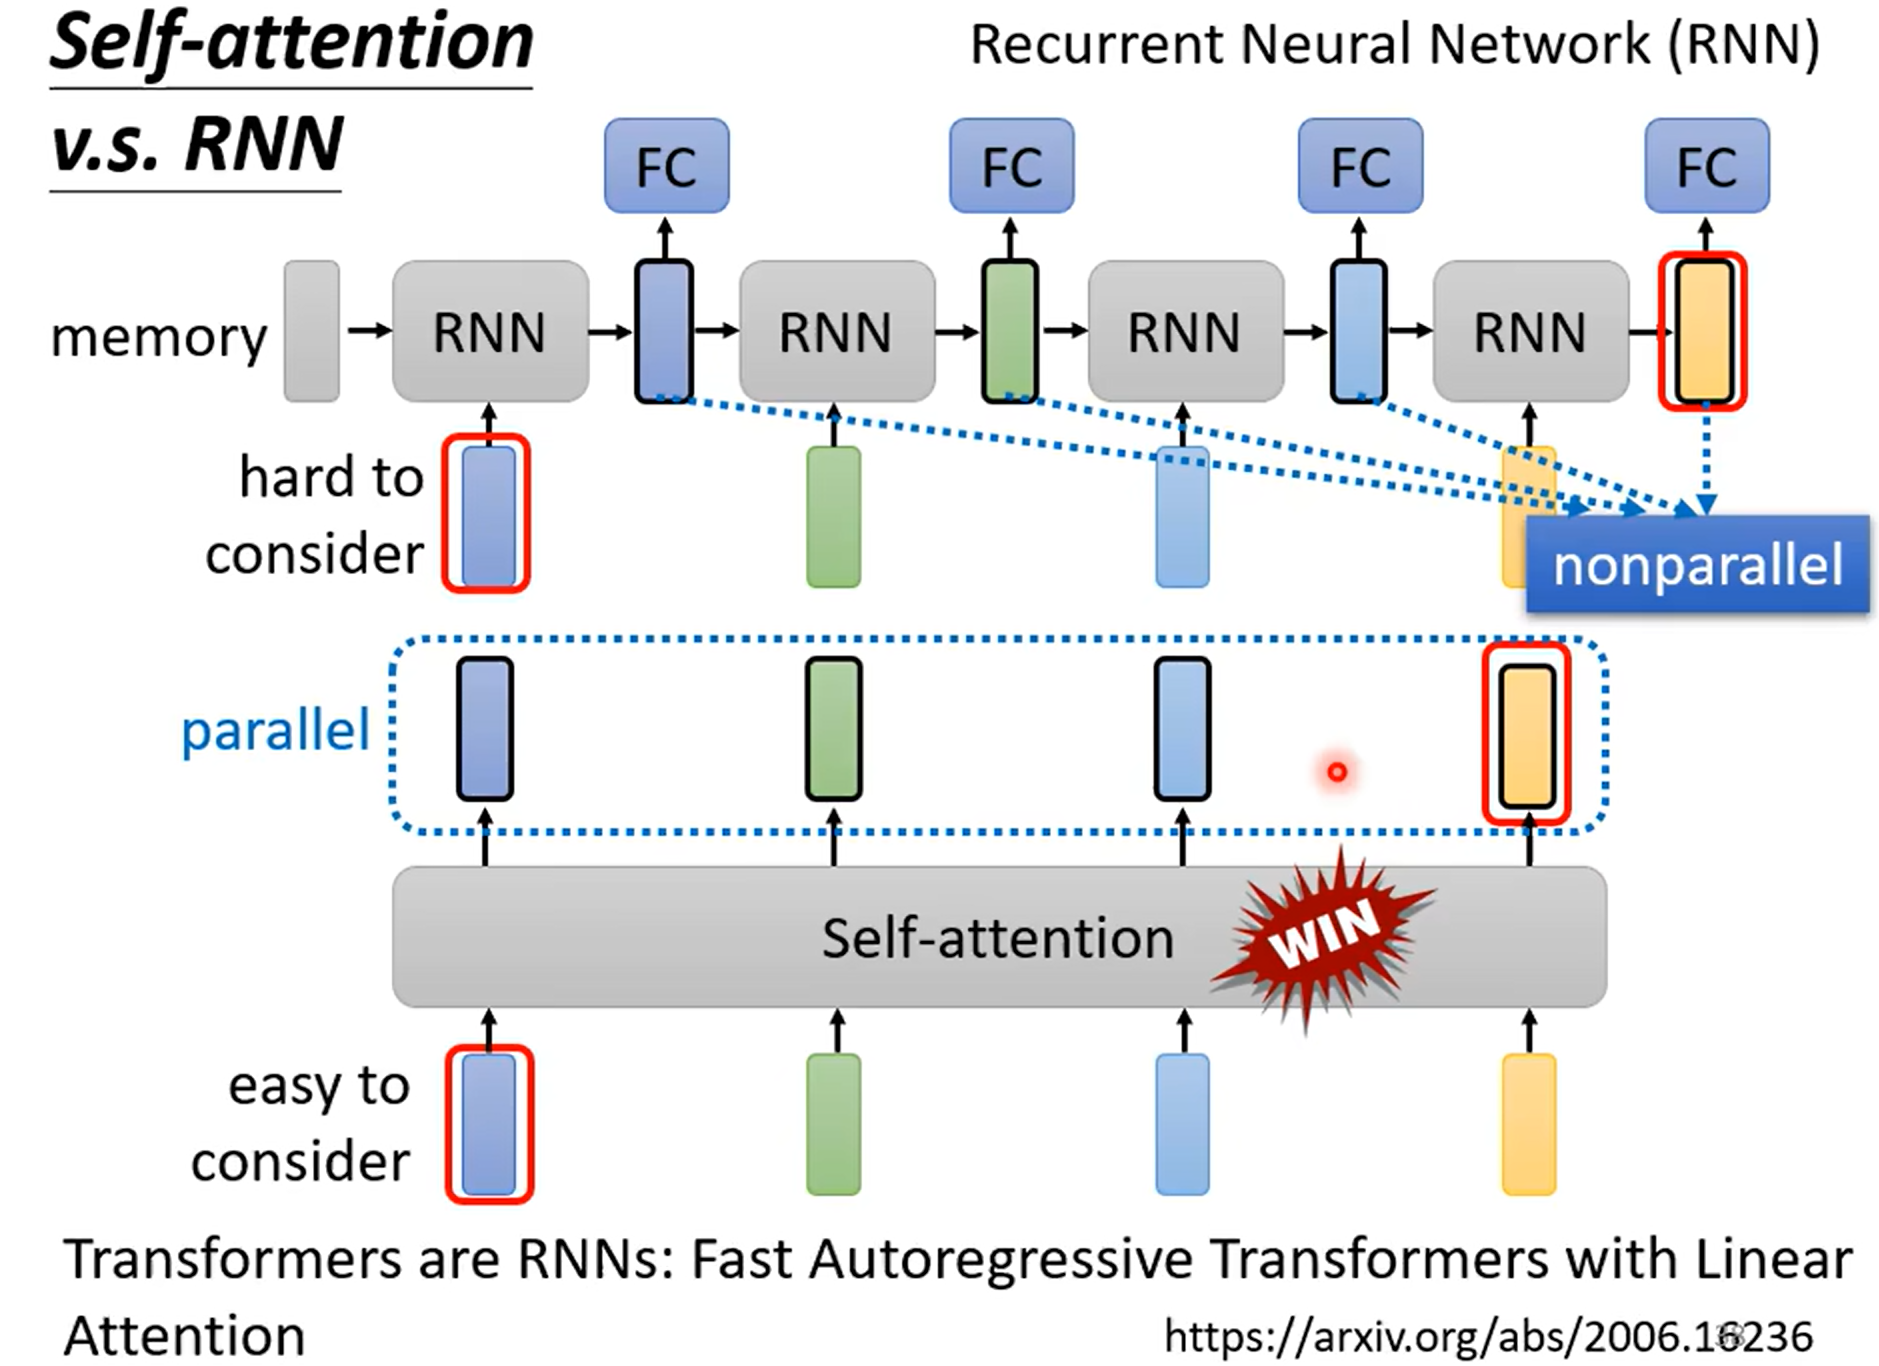 Self-attention
v.s. RNN
Recurrent Neural Network (RNN)
FC
FC
FC
FC
memory
RNN
RNN
RNN
RNN
hard to
consider
nonparallel
parallel
Self-attention
WIN
easy to
consider
Transformers are RNNs: Fast Autoregressive Transformers with Linear
Attention
https://arxiv.org/abs/2006.16236